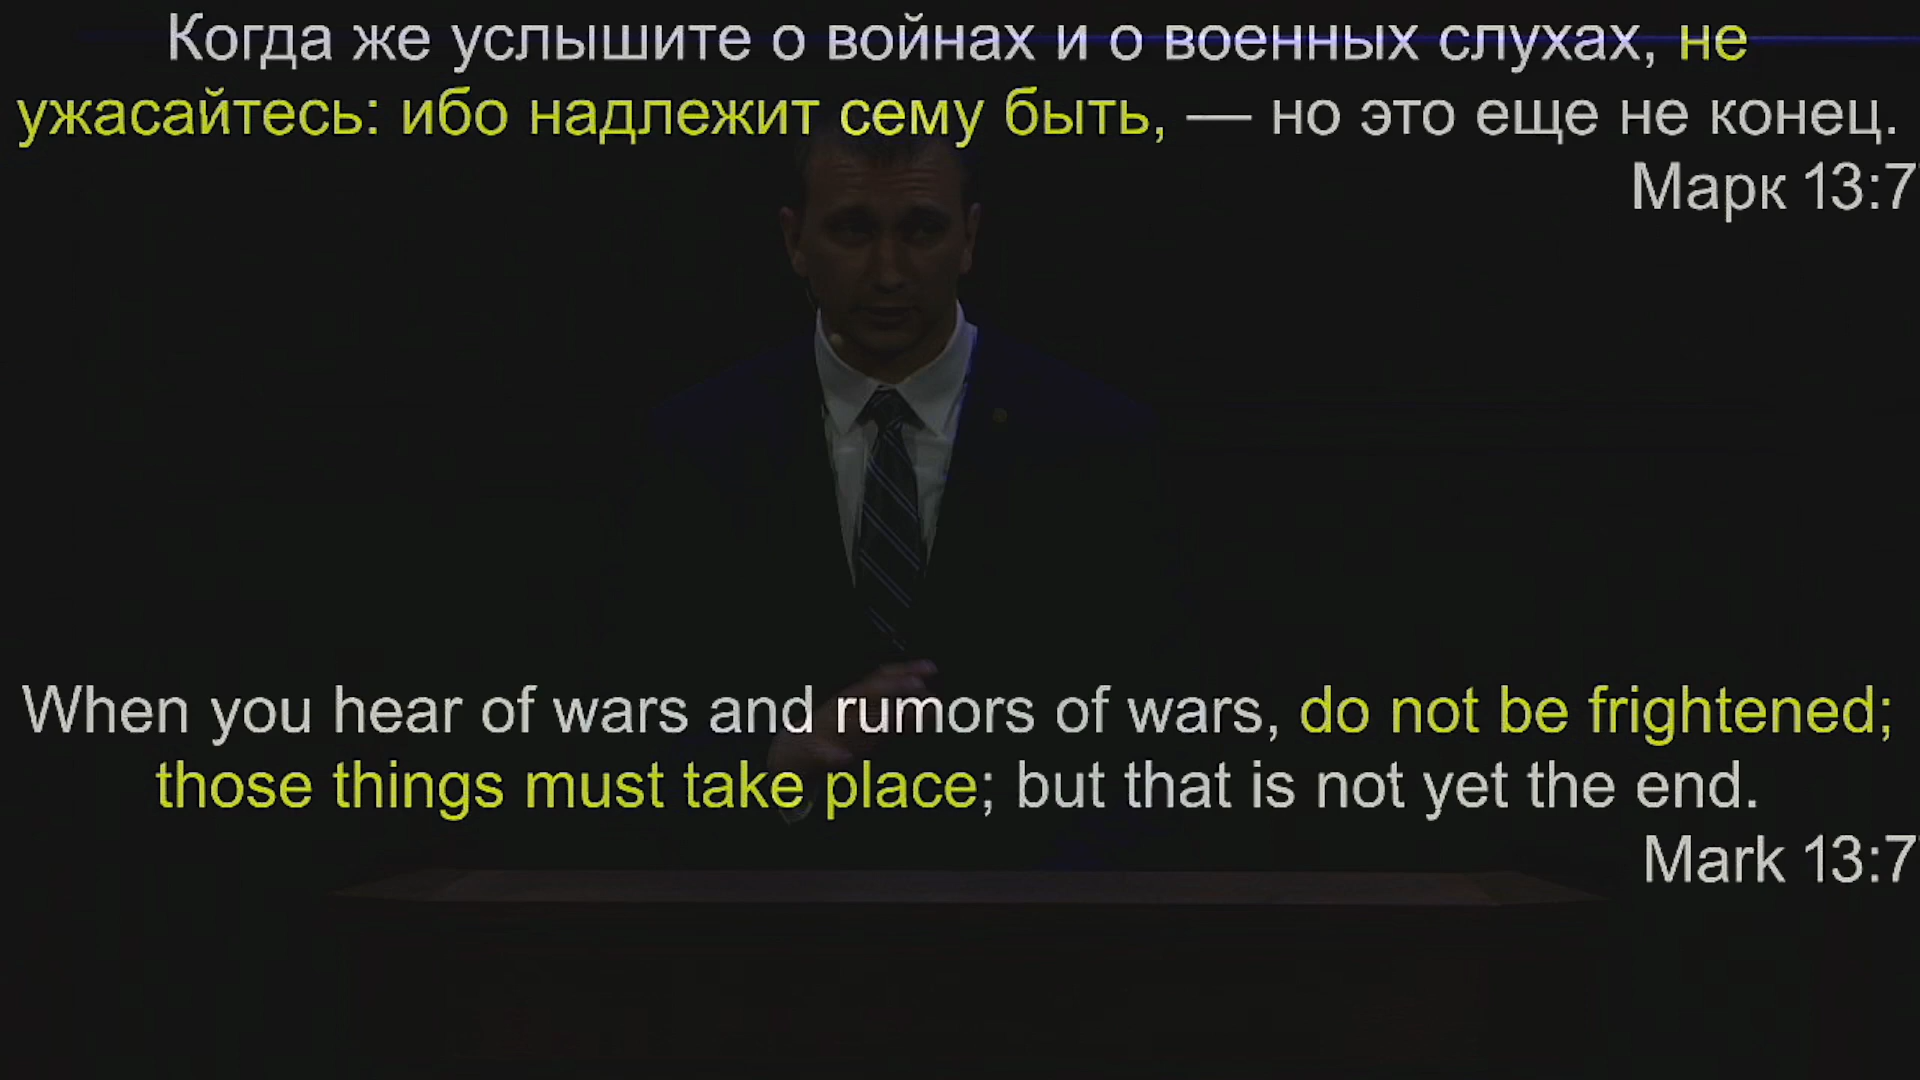 Когда же услышите о войнах и о военных слухах, не
ужасайтесь: ибо надлежит сему быть, — но это еще не конец.
Марк 13:7
When you hear of wars and rumors of wars, do not be frightened;
those things must take place; but that is not yet the end.
Mark 13:7